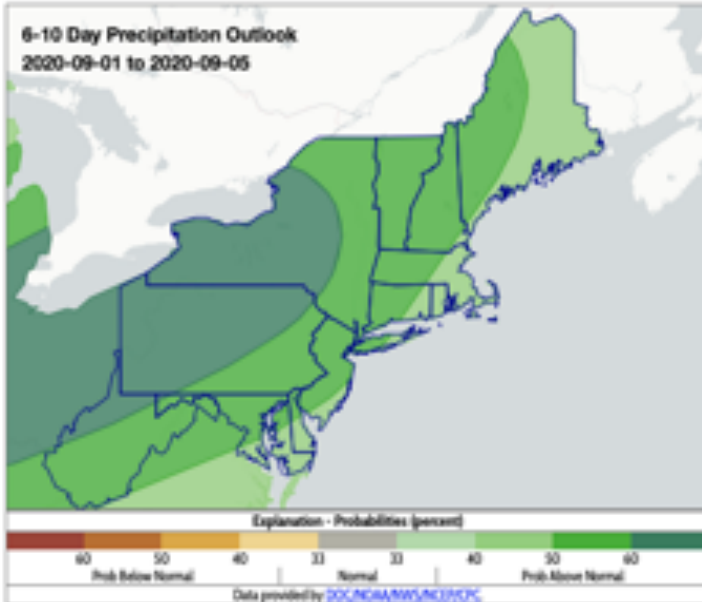 6-10 Day Precipitation Outlook
2020-09-01 to 2020-09-05
Explanation - Probabilities (percent)
60 50 40 33 33 40 50 60
Prob Below Normal | Normal | Prob Above Normal
Data provided by DOC/NOAA/NWS/NCEP/CPC.